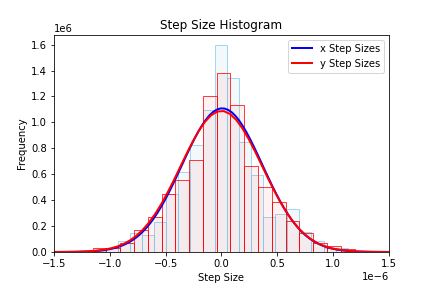 Step Size Histogram
1e6
x Step Sizes
y Step Sizes
1.6
1.4
1.2
1.0
0.8
0.6
0.4
0.2
0.0
Frequency
−1.5 −1.0 −0.5 0.0 0.5 1.0 1.5
Step Size
1e−6